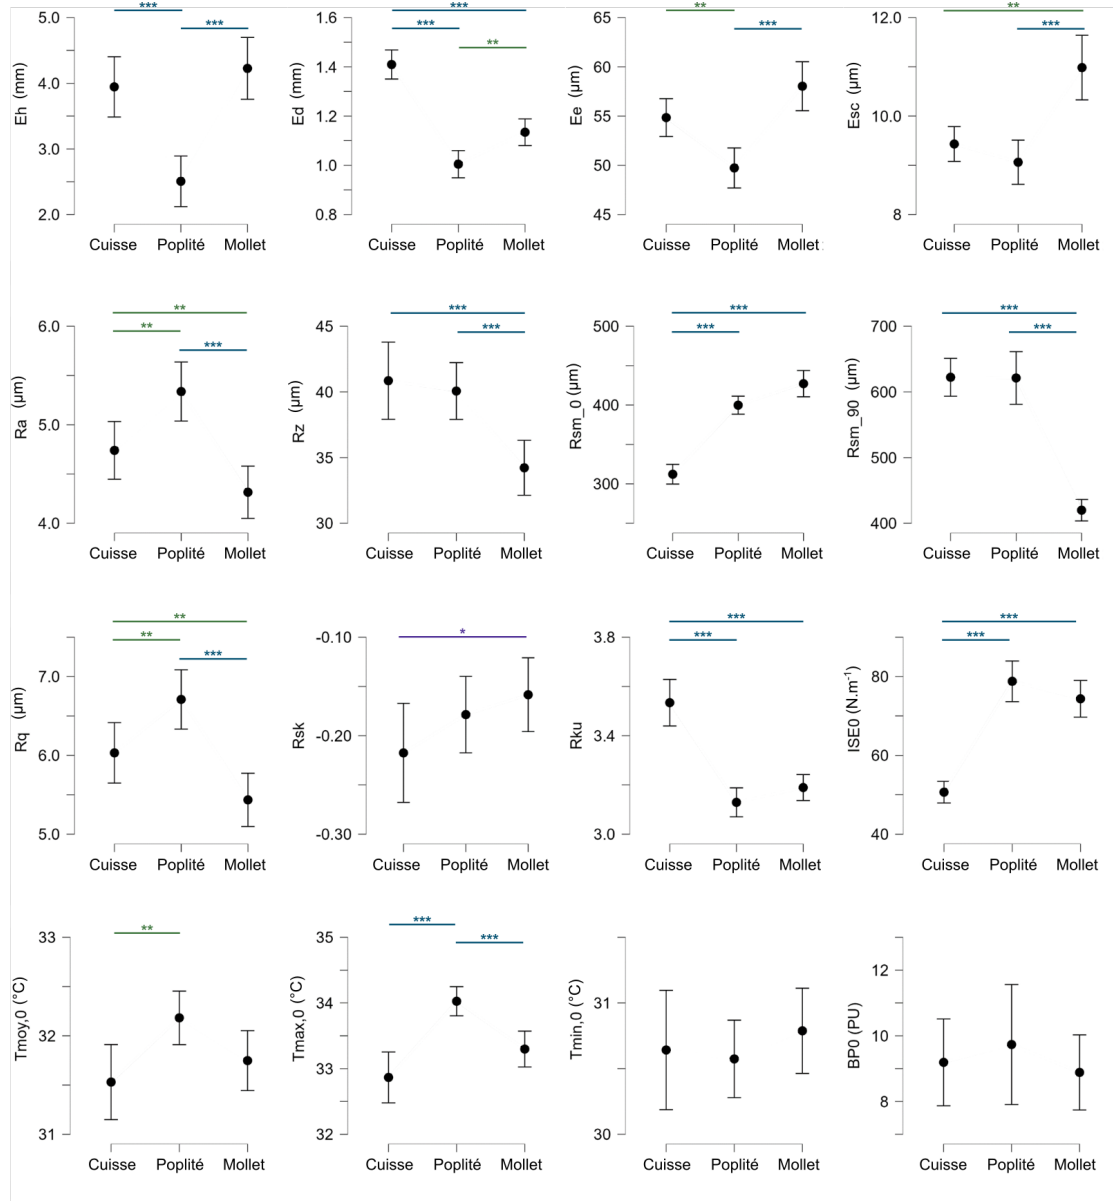 *** *** *** ** **
*** *** *** ***
**
5.0 1.6 65 12.0
Eh (mm) 4.0 3.0 2.0
Ed (mm) 1.4 1.2 1.0 0.8
Ee (µm) 60 55 50 45
Esc (µm) 10.0 8
Cuisse Poplité Mollet Cuisse Poplité Mollet Cuisse Poplité Mollet Cuisse Poplité Mollet
** *** *** ***
** *** *** ***
***
6.0 45 500 700
Ra (µm) 5.0 4.0
Rz (µm) 40 35 30
Rsm_0 (µm) 400 300
Rsm_90 (µm) 600 500 400
Cuisse Poplité Mollet Cuisse Poplité Mollet Cuisse Poplité Mollet Cuisse Poplité Mollet
** * *** ***
** *** ***
***
Rq (µm) 7.0 6.0 5.0
Rsk -0.10 -0.20 -0.30
Rku 3.8 3.4 3.0
ISE0 (N.m⁻¹) 80 60 40
Cuisse Poplité Mollet Cuisse Poplité Mollet Cuisse Poplité Mollet Cuisse Poplité Mollet
** *** ***
Tmoy,0 (°C) 33 32 31
Tmax,0 (°C) 35 34 33 32
Tmin,0 (°C) 31 30
BP0 (PU) 12 10 8
Cuisse Poplité Mollet Cuisse Poplité Mollet Cuisse Poplité Mollet Cuisse Poplité Mollet